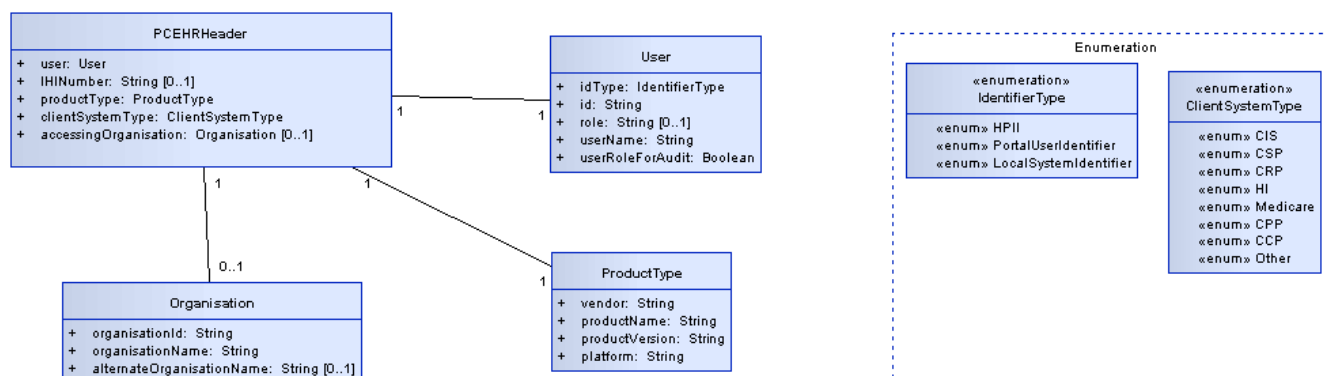 PCEHRHeader
+ user: User
+ IHINumber: String [0..1]
+ productType: ProductType
+ clientSystemType: ClientSystemType
+ accessingOrganisation: Organisation [0..1]
1
1
User
+ idType: IdentifierType
+ id: String
+ role: String [0..1]
+ userName: String
+ userRoleForAudit: Boolean
1
1
0..1
1
Organisation
+ organisationId: String
+ organisationName: String
+ alternateOrganisationName: String [0..1]
ProductType
+ vendor: String
+ productName: String
+ productVersion: String
+ platform: String
Enumeration
«enumeration»
IdentifierType
«enum» HPII
«enum» PortalUserIdentifier
«enum» LocalSystemIdentifier
«enumeration»
ClientSystemType
«enum» CIS
«enum» CSP
«enum» CRP
«enum» HI
«enum» Medicare
«enum» CPP
«enum» CCP
«enum» Other